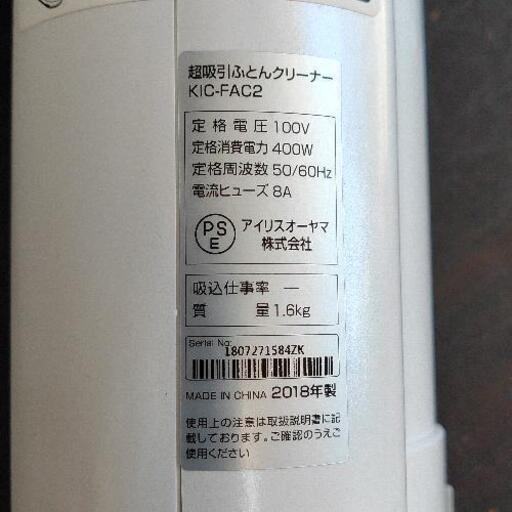 超吸引ふとんクリーナー
KIC-FAC2
定格電圧 100V
定格消費電力 400W
定格周波数 50/60Hz
電流ヒューズ 8A
PS
E
アイリスオーヤマ
株式会社
吸込仕事率 ―
質量 1.6kg
Serial No:
1807271584ZK
MADE IN CHINA 2018年製
使用上の注意は取扱説明書に記
載しております。ご確認のうえご
使用ください